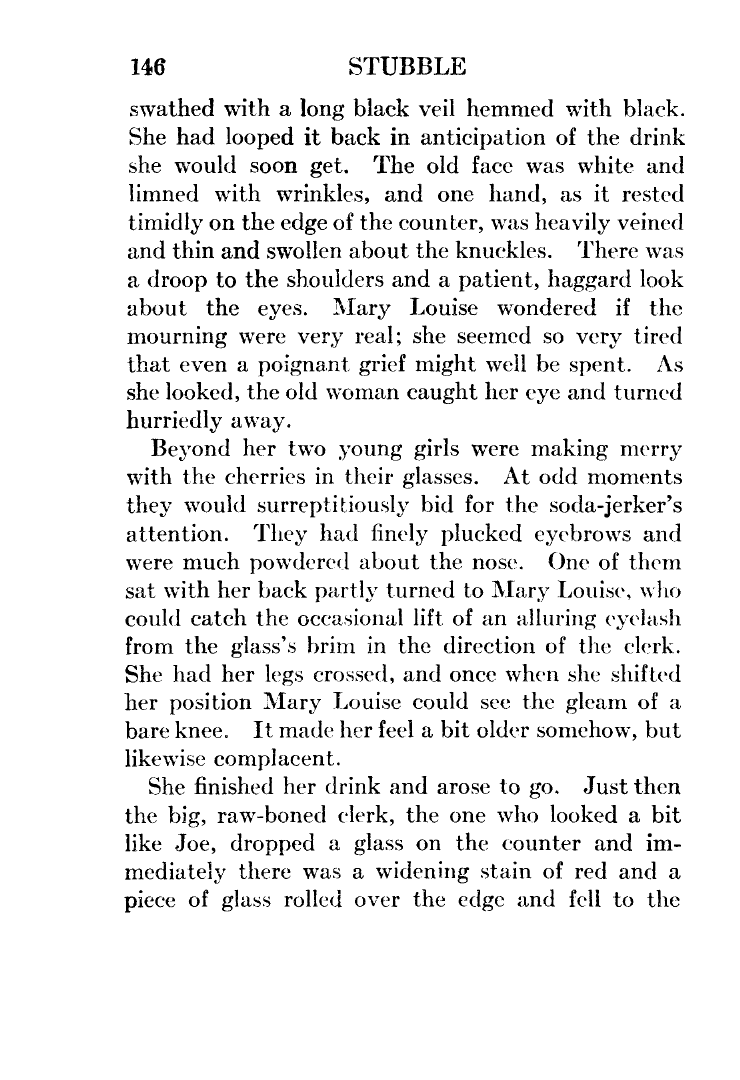 146 STUBBLE
swathed with a long black veil hemmed with black.
She had looped it back in anticipation of the drink
she would soon get. The old face was white and
limned with wrinkles, and one hand, as it rested
timidly on the edge of the counter, was heavily veined
and thin and swollen about the knuckles. There was
a droop to the shoulders and a patient, haggard look
about the eyes. Mary Louise wondered if the
mourning were very real; she seemed so very tired
that even a poignant grief might well be spent. As
she looked, the old woman caught her eye and turned
hurriedly away.
Beyond her two young girls were making merry
with the cherries in their glasses. At odd moments
they would surreptitiously bid for the soda-jerker's
attention. They had finely plucked eyebrows and
were much powdered about the nose. One of them
sat with her back partly turned to Mary Louise, who
could catch the occasional lift of an alluring eyelash
from the glass's brim in the direction of the clerk.
She had her legs crossed, and once when she shifted
her position Mary Louise could see the gleam of a
bare knee. It made her feel a bit older somehow, but
likewise complacent.
She finished her drink and arose to go. Just then
the big, raw-boned clerk, the one who looked a bit
like Joe, dropped a glass on the counter and im-
mediately there was a widening stain of red and a
piece of glass rolled over the edge and fell to the